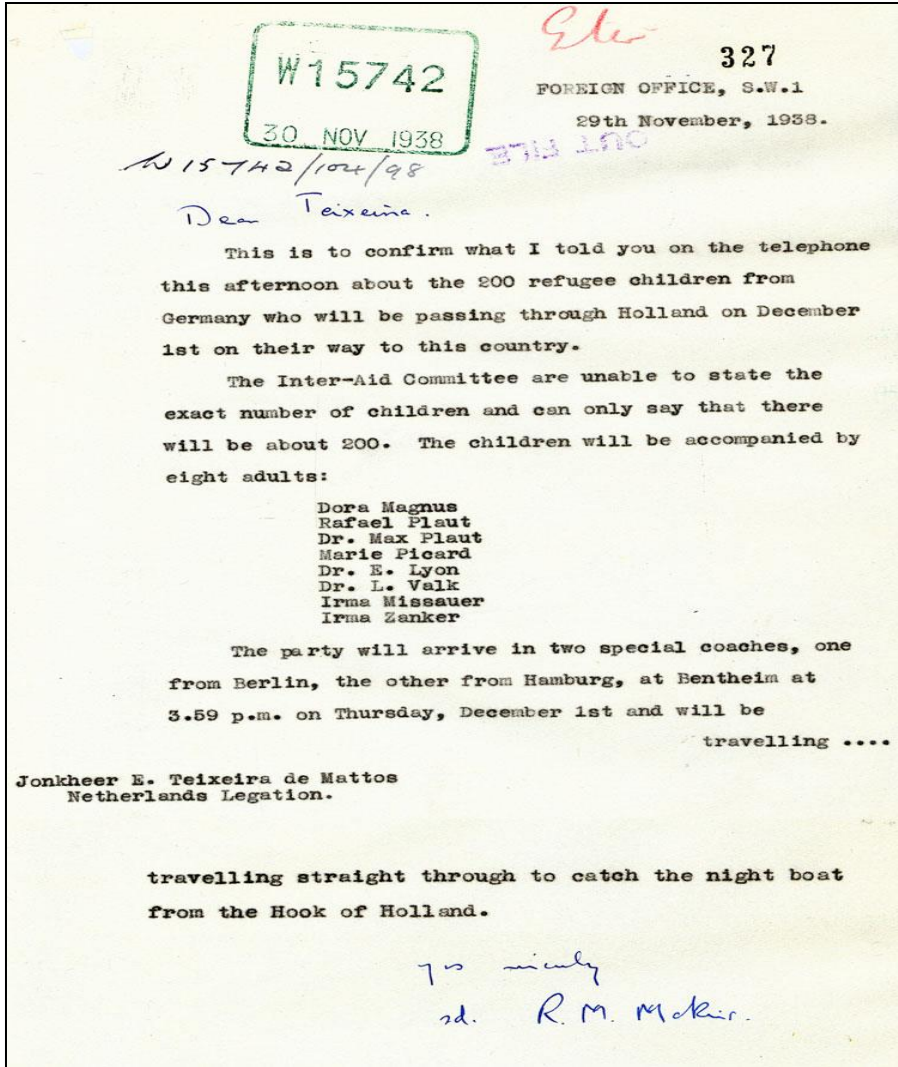 327
W15742
30 NOV 1938
FOREIGN OFFICE, S.W.1
29th November, 1938.
OUT FILE
W 15742/104/98
Dear Teixeira.
This is to confirm what I told you on the telephone
this afternoon about the 200 refugee children from
Germany who will be passing through Holland on December
1st on their way to this country.
The Inter-Aid Committee are unable to state the
exact number of children and can only say that there
will be about 200. The children will be accompanied by
eight adults:
Dora Magnus
Rafael Plaut
Dr. Max Plaut
Marie Picard
Dr. E. Lyon
Dr. L. Valk
Irma Missauer
Irma Zanker
The party will arrive in two special coaches, one
from Berlin, the other from Hamburg, at Bentheim at
3.59 p.m. on Thursday, December 1st and will be
travelling ....
Jonkheer E. Teixeira de Mattos
Netherlands Legation.
travelling straight through to catch the night boat
from the Hook of Holland.
sd. R. M. Makins.